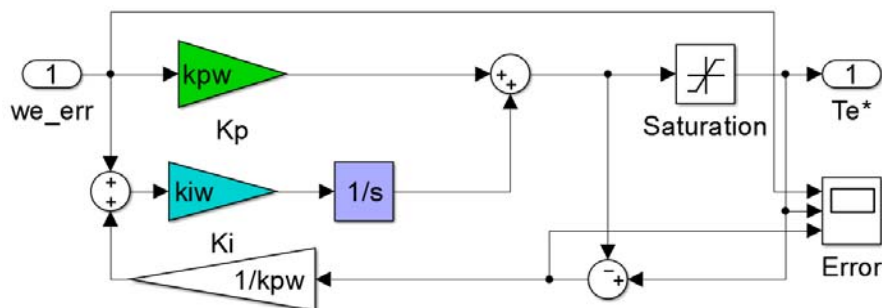 1
we_err
kpw
Kp
+
+
Saturation
1
Te*
+
+
kiw
Ki
1/s
1/kpw
−
+
Error